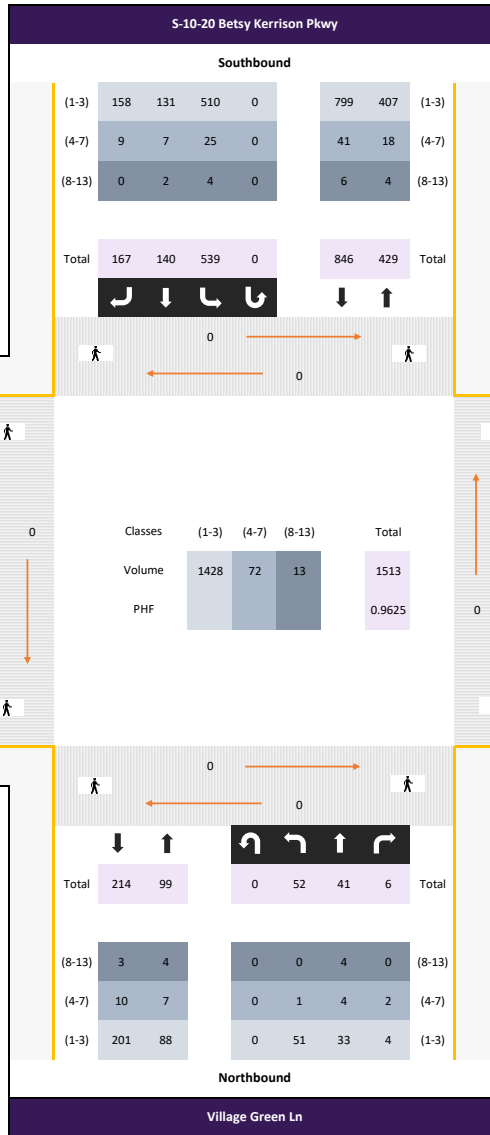 S-10-20 Betsy Kerrison Pkwy
Southbound
(1-3) 158 131 510 0 799 407 (1-3)
(4-7) 9 7 25 0 41 18 (4-7)
(8-13) 0 2 4 0 6 4 (8-13)
Total 167 140 539 0 846 429 Total
0
0
0
Classes (1-3) (4-7) (8-13) Total
Volume 1428 72 13 1513
PHF 0.9625
0
0
0
Total 214 99 0 52 41 6 Total
(8-13) 3 4 0 0 4 0 (8-13)
(4-7) 10 7 0 1 4 2 (4-7)
(1-3) 201 88 0 51 33 4 (1-3)
Northbound
Village Green Ln